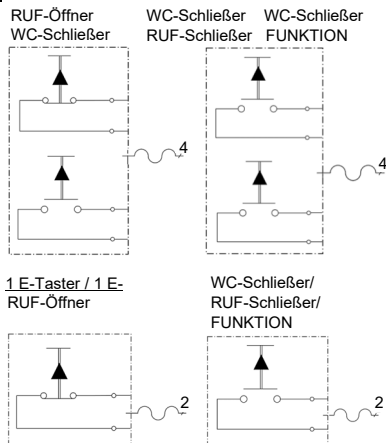 RUF-Öffner
WC-Schließer
WC-Schließer
RUF-Schließer
WC-Schließer
FUNKTION
4
4
1 E-Taster / 1 E-
RUF-Öffner
WC-Schließer/
RUF-Schließer/
FUNKTION
2
2